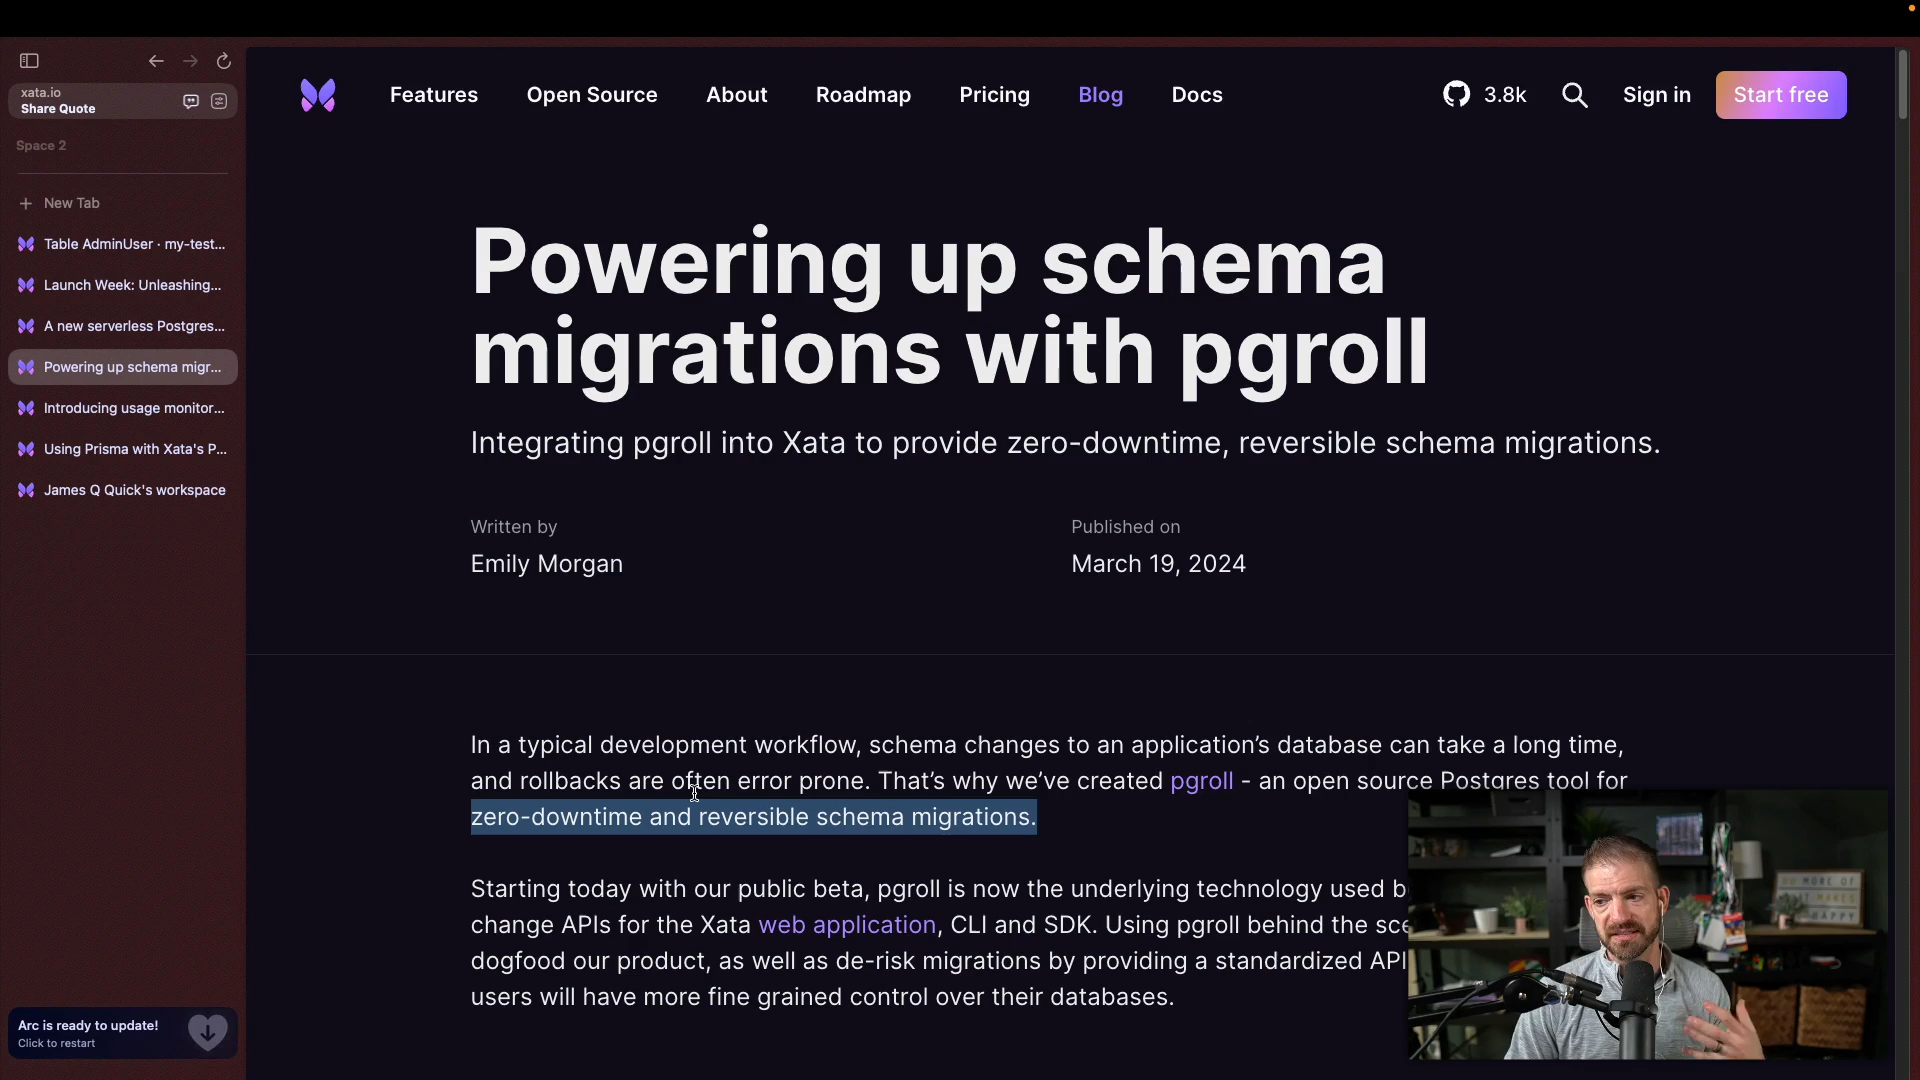 xata.io
Share Quote
Space 2
New Tab
Table AdminUser · my-test...
Launch Week: Unleashing...
A new serverless Postgres...
Powering up schema migr...
Introducing usage monitor...
Using Prisma with Xata's P...
James Q Quick's workspace
Arc is ready to update!
Click to restart
Features Open Source About Roadmap Pricing Blog Docs 3.8k Sign in Start free
Powering up schema
migrations with pgroll
Integrating pgroll into Xata to provide zero-downtime, reversible schema migrations.
Written by
Emily Morgan
Published on
March 19, 2024
In a typical development workflow, schema changes to an application’s database can take a long time,
and rollbacks are often error prone. That’s why we’ve created pgroll - an open source Postgres tool for
zero-downtime and reversible schema migrations.
Starting today with our public beta, pgroll is now the underlying technology used
change APIs for the Xata web application, CLI and SDK. Using pgroll behind the
dogfood our product, as well as de-risk migrations by providing a standardized API
users will have more fine grained control over their databases.
DO MORE OF
MAKES
HAPPY